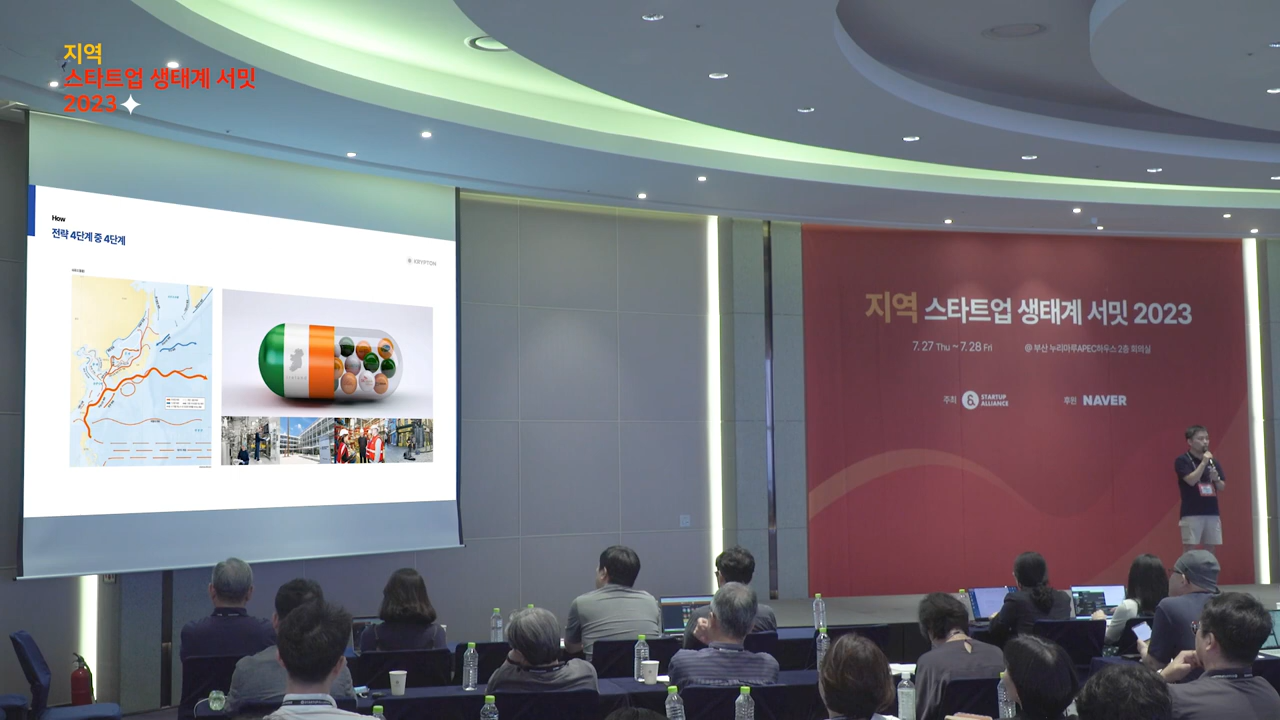 지역
스타트업 생태계 서밋
2023
How
전략 4단계 중 4단계
KRYPTON
지역 스타트업 생태계 서밋 2023
7.27 Thu ~ 7.28 Fri
@ 부산 누리마루APEC하우스 2층 회의실
주최
STARTUP
ALLIANCE
후원 NAVER